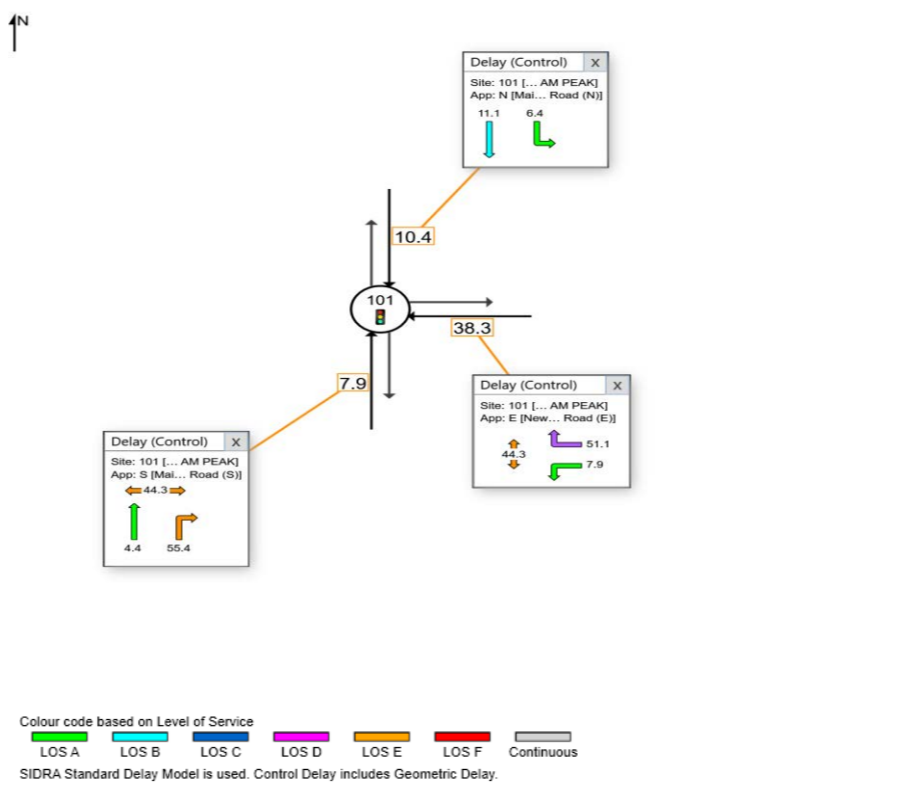 N
Delay (Control) X
Site: 101 [... AM PEAK]
App: N [Mai... Road (N)]
11.1 6.4
10.4
101
38.3
7.9
Delay (Control) X
Site: 101 [... AM PEAK]
App: E [New... Road (E)]
44.3
51.1
7.9
Delay (Control) X
Site: 101 [... AM PEAK]
App: S [Mai... Road (S)]
44.3
4.4 55.4
Colour code based on Level of Service
LOS A LOS B LOS C LOS D LOS E LOS F Continuous
SIDRA Standard Delay Model is used. Control Delay includes Geometric Delay.